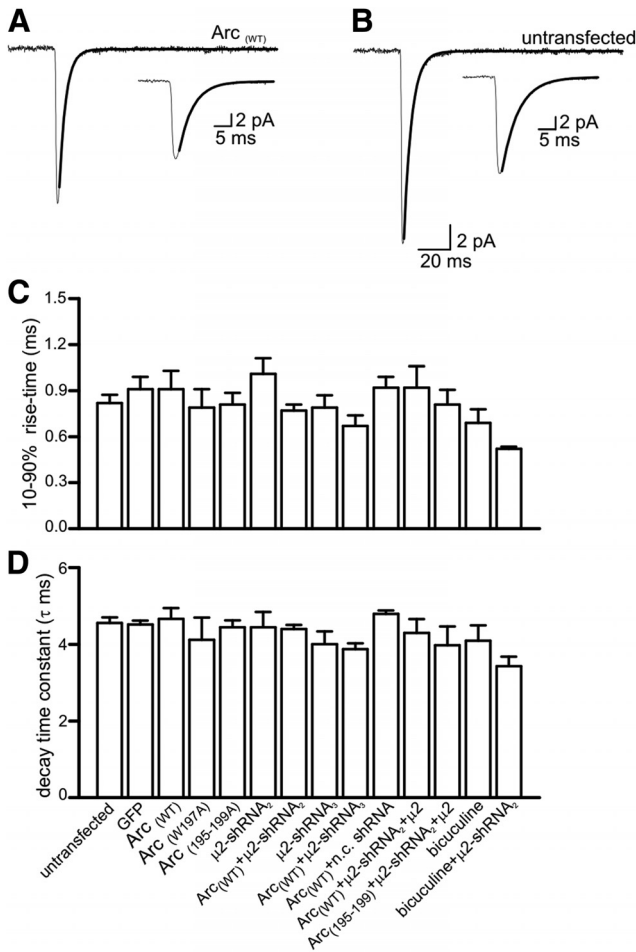 A
Arc (WT)
2 pA
5 ms
B
untransfected
2 pA
5 ms
2 pA
20 ms
C
10-90% rise-time (ms)
1.5
1.2
0.9
0.6
0.3
0.0
D
decay time constant (τ ms)
6
4
2
0
untransfected
GFP
Arc (WT)
Arc (W197A)
Arc (195-199A)
μ2-shRNA2
Arc(WT)+μ2-shRNA2
μ2-shRNA3
Arc(WT)+μ2-shRNA3
Arc(WT)+n.c. shRNA
Arc(WT)+μ2-shRNA2+μ2
Arc(195-199)+μ2-shRNA2+μ2
bicuculine
bicuculine+μ2-shRNA2